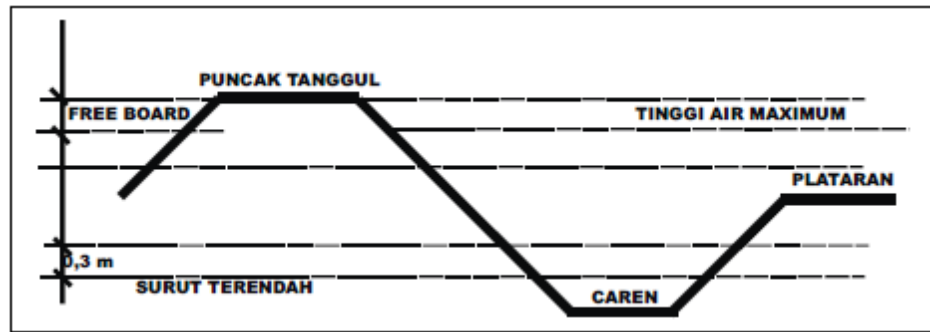 PUNCAK TANGGUL
FREE BOARD
TINGGI AIR MAXIMUM
PLATARAN
0,3 m
SURUT TERENDAH
CAREN